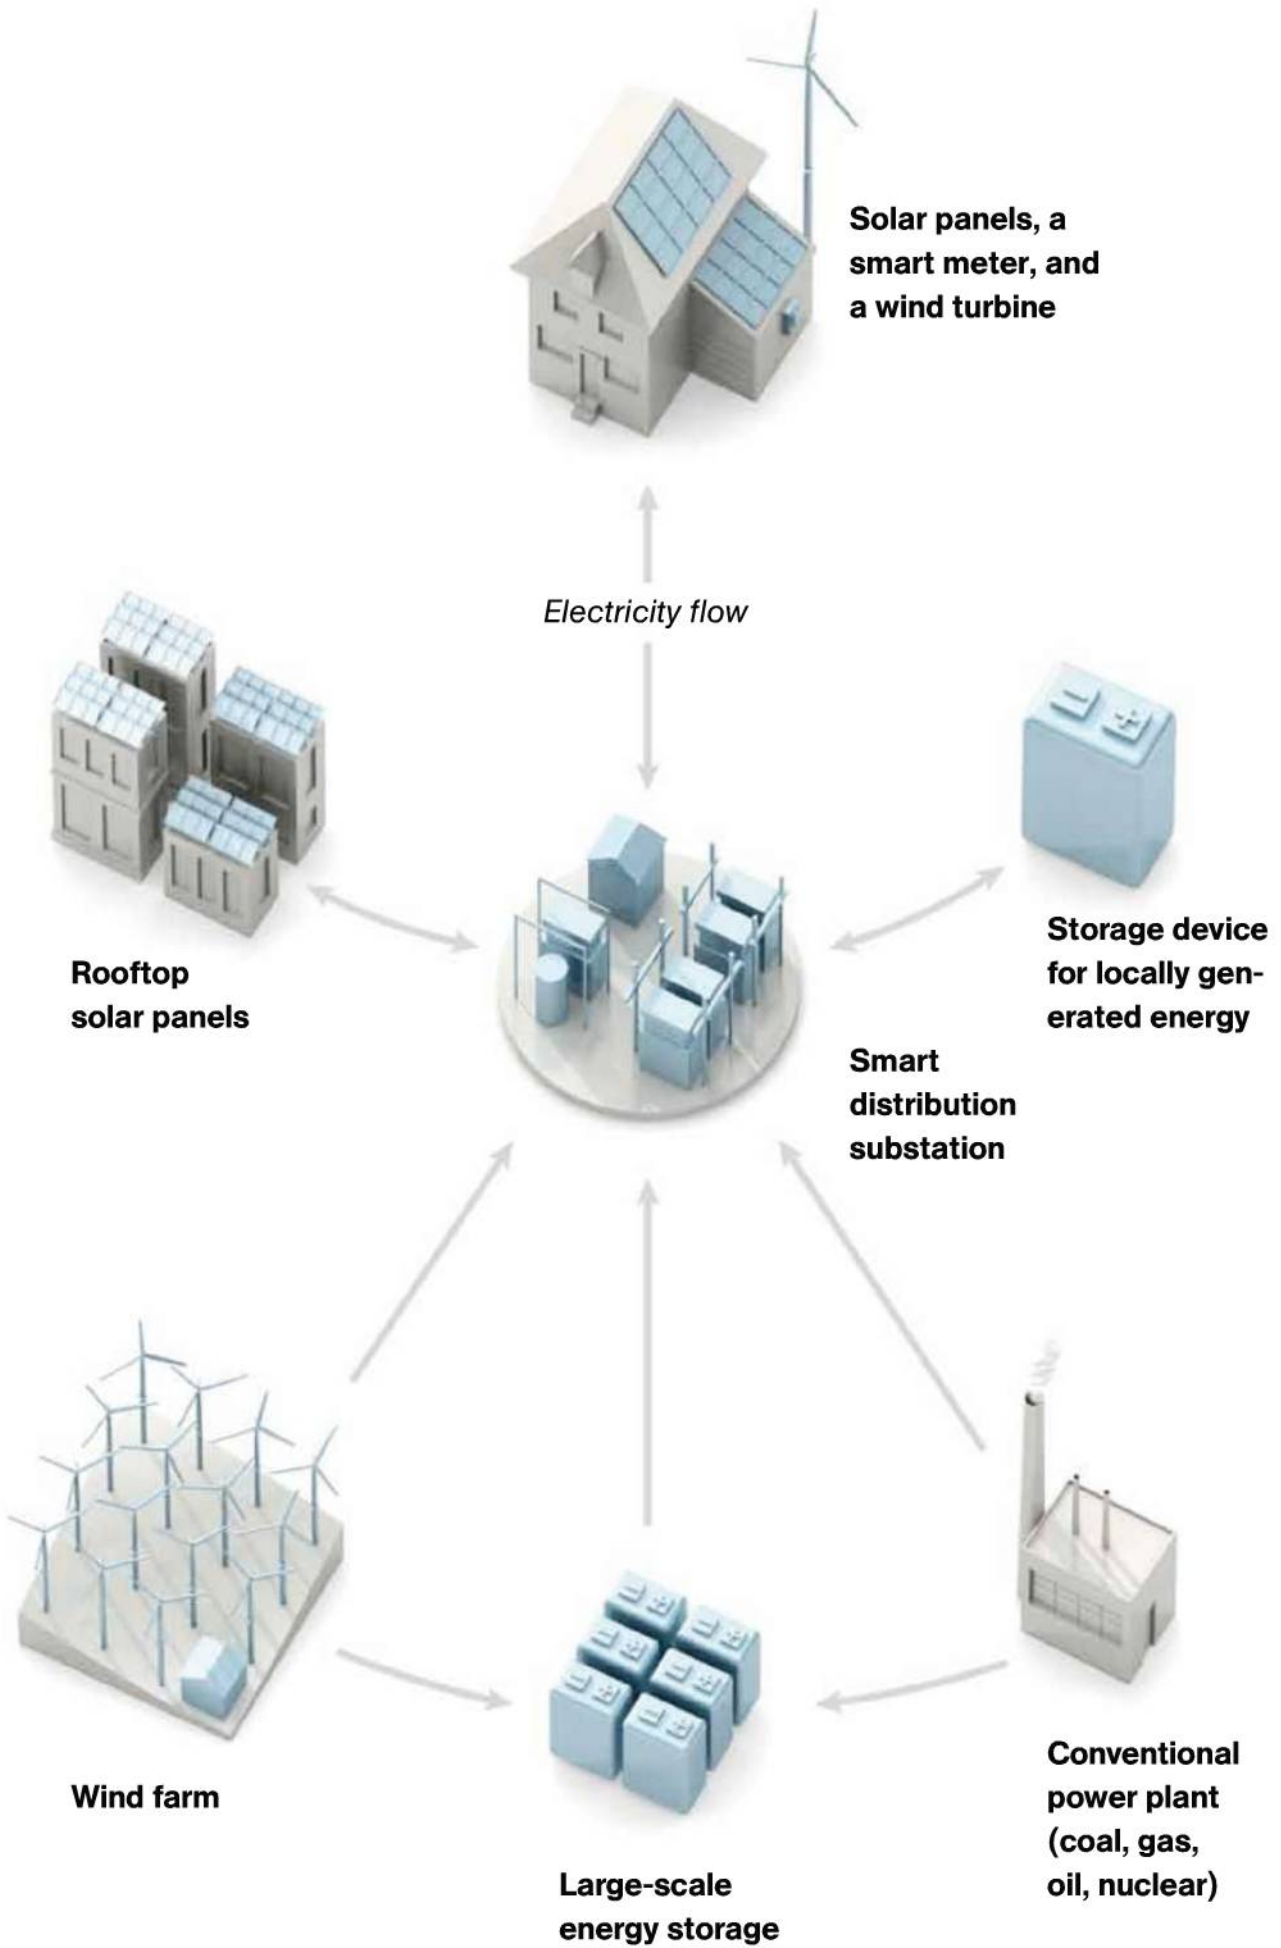 Solar panels, a
smart meter, and
a wind turbine
Electricity flow
Rooftop
solar panels
Storage device
for locally gen-
erated energy
Smart
distribution
substation
Wind farm
Large-scale
energy storage
Conventional
power plant
(coal, gas,
oil, nuclear)